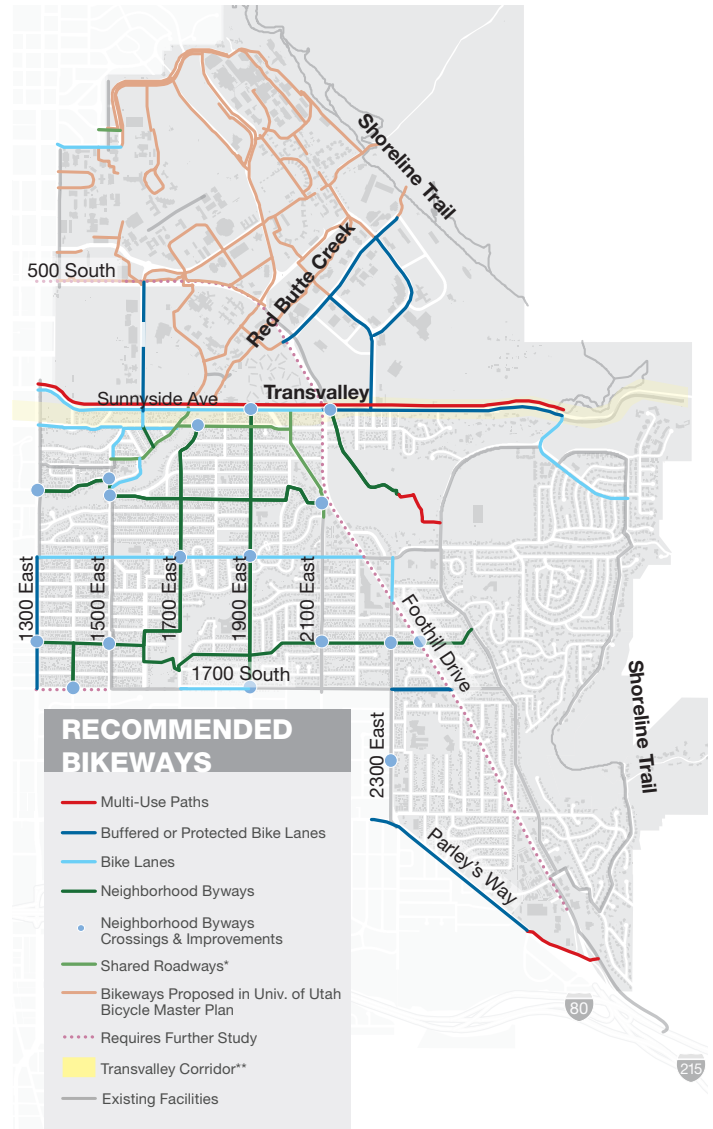 Shoreline Trail
500 South
Red Butte Creek
Sunnyside Ave
Transvalley
1300 East
1500 East
1700 East
1900 East
2100 East
Foothill Drive
1700 South
Shoreline Trail
2300 East
Parley's Way
80
215
RECOMMENDED
BIKEWAYS
Multi-Use Paths
Buffered or Protected Bike Lanes
Bike Lanes
Neighborhood Byways
Neighborhood Byways
Crossings & Improvements
Shared Roadways*
Bikeways Proposed in Univ. of Utah
Bicycle Master Plan
Requires Further Study
Transvalley Corridor**
Existing Facilities